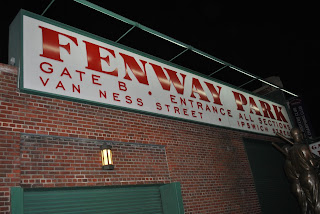 FENWAY PARK
GATE B · ENTRANCE ALL SECTIONS
VAN NESS STREET · IPSWICH STREET